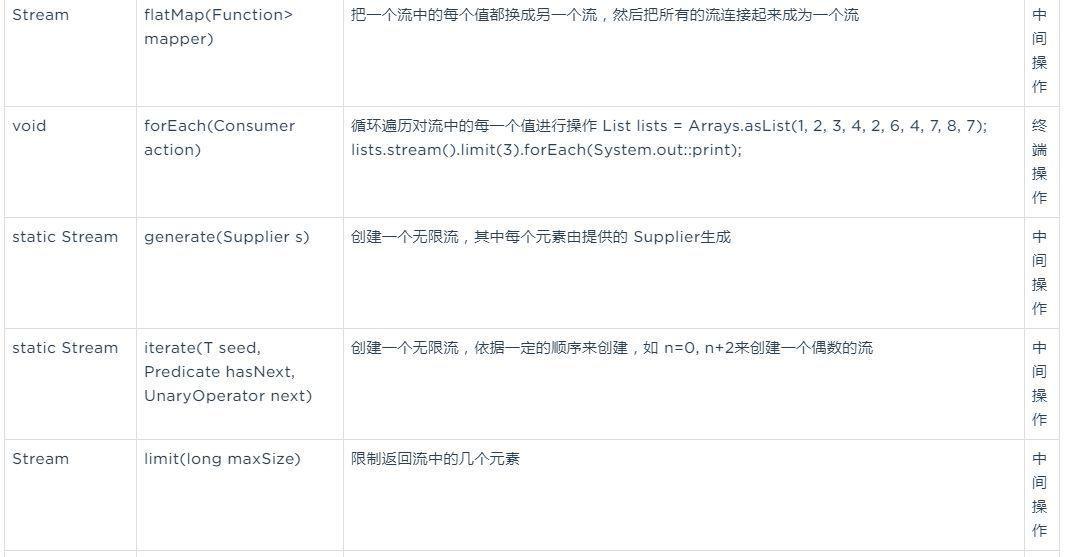 Stream
flatMap(Function>
mapper)
把一个流中的每个值都换成另一个流，然后把所有的流连接起来成为一个流
中
间
操
作
void
forEach(Consumer
action)
循环遍历对流中的每一个值进行操作 List lists = Arrays.asList(1, 2, 3, 4, 2, 6, 4, 7, 8, 7);
lists.stream().limit(3).forEach(System.out::print);
终
端
操
作
static Stream
generate(Supplier s)
创建一个无限流，其中每个元素由提供的 Supplier生成
中
间
操
作
static Stream
iterate(T seed,
Predicate hasNext,
UnaryOperator next)
创建一个无限流，依据一定的顺序来创建，如 n=0, n+2来创建一个偶数的流
中
间
操
作
Stream
limit(long maxSize)
限制返回流中的几个元素
中
间
操
作